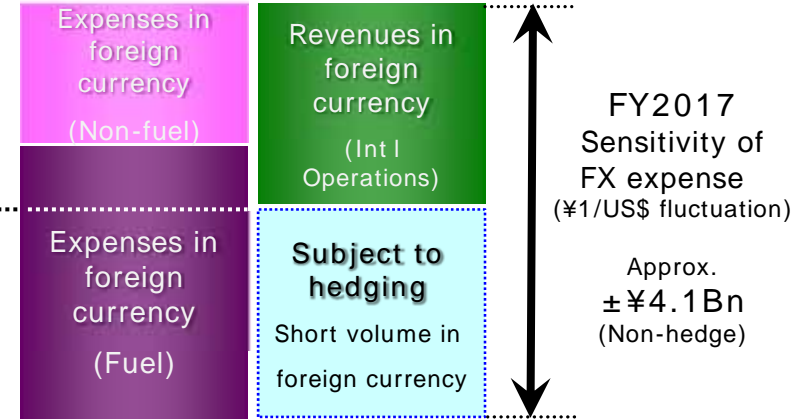 Expenses in
foreign
currency
(Non-fuel)
Revenues in
foreign
currency
(Int l
Operations)
Expenses in
foreign
currency
(Fuel)
Subject to
hedging
Short volume in
foreign currency
FY2017
Sensitivity of
FX expense
(¥1/US$ fluctuation)
Approx.
±¥4.1Bn
(Non-hedge)